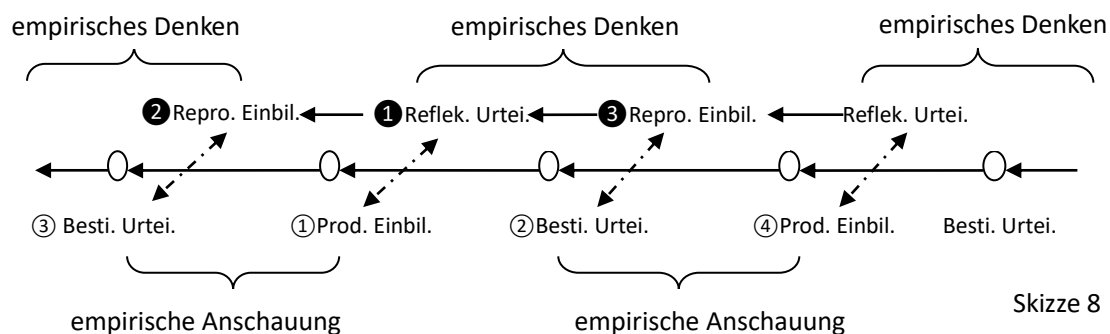 empirisches Denken empirisches Denken empirisches Denken
❷Repro. Einbil. ❶Reflek. Urtei. ❸Repro. Einbil. Reflek. Urtei.
③ Besti. Urtei. ①Prod. Einbil. ②Besti. Urtei. ④Prod. Einbil. Besti. Urtei.
empirische Anschauung empirische Anschauung Skizze 8